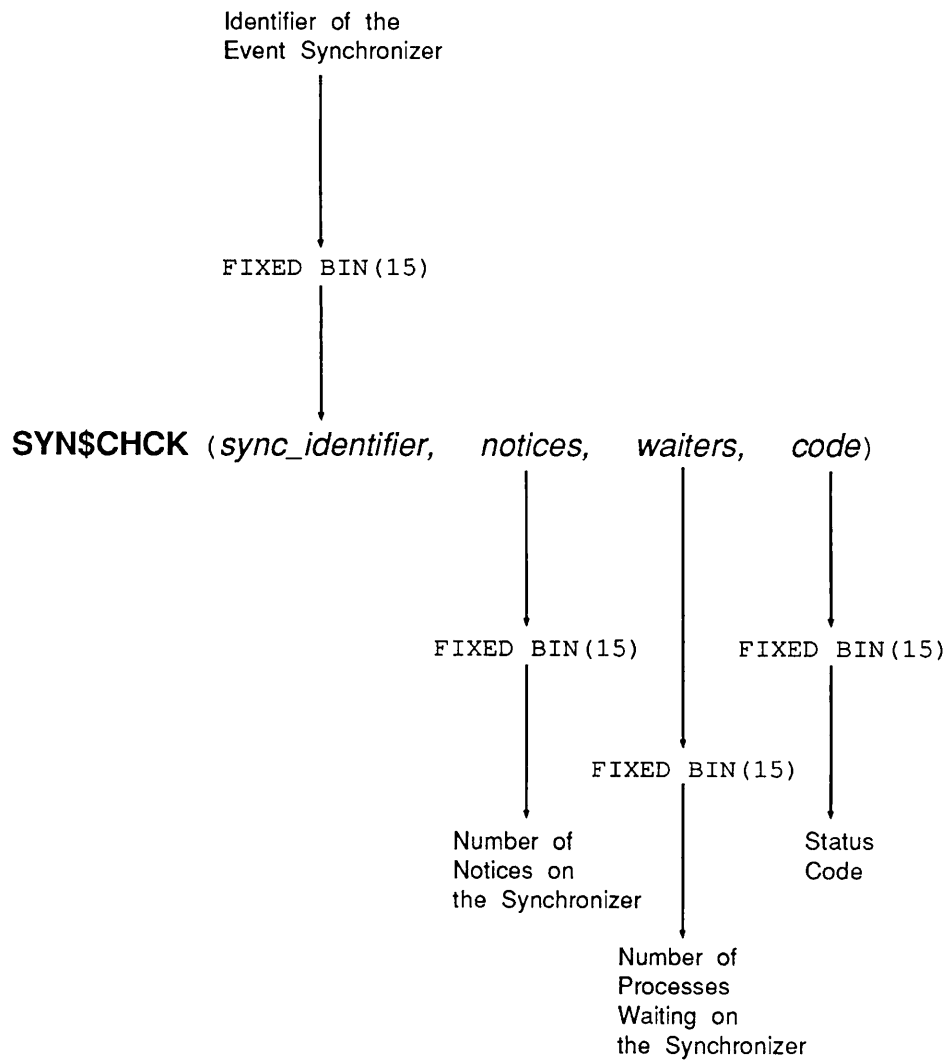 Identifier of the
Event Synchronizer
FIXED BIN(15)
SYN$CHCK (sync_identifier, notices, waiters, code)
FIXED BIN(15)
FIXED BIN(15)
FIXED BIN(15)
Number of
Notices on
the Synchronizer
Status
Code
Number of
Processes
Waiting on
the Synchronizer